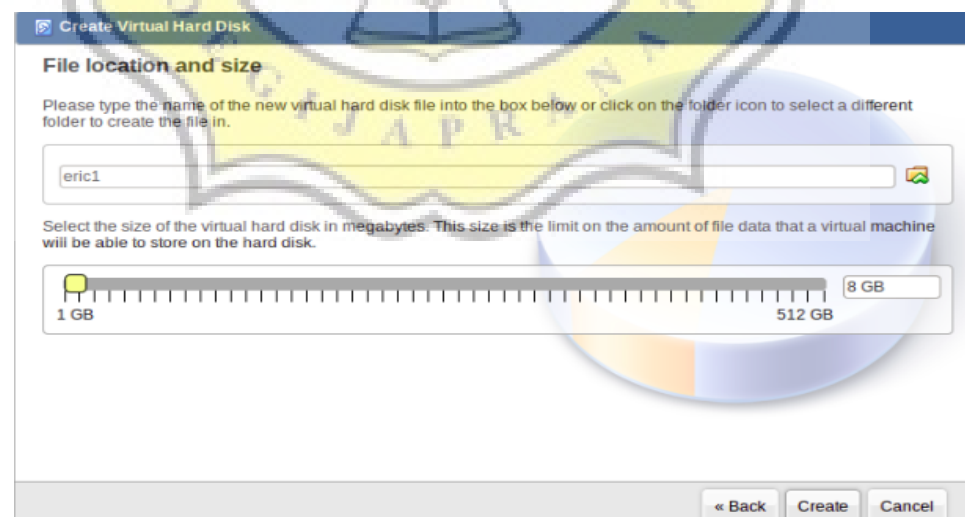 Create Virtual Hard Disk
File location and size
Please type the name of the new virtual hard disk file into the box below or click on the folder icon to select a different
folder to create the file in.
GIJAPRANA
eric1
Select the size of the virtual hard disk in megabytes. This size is the limit on the amount of file data that a virtual machine
will be able to store on the hard disk.
8 GB
1 GB
512 GB
« Back
Create
Cancel